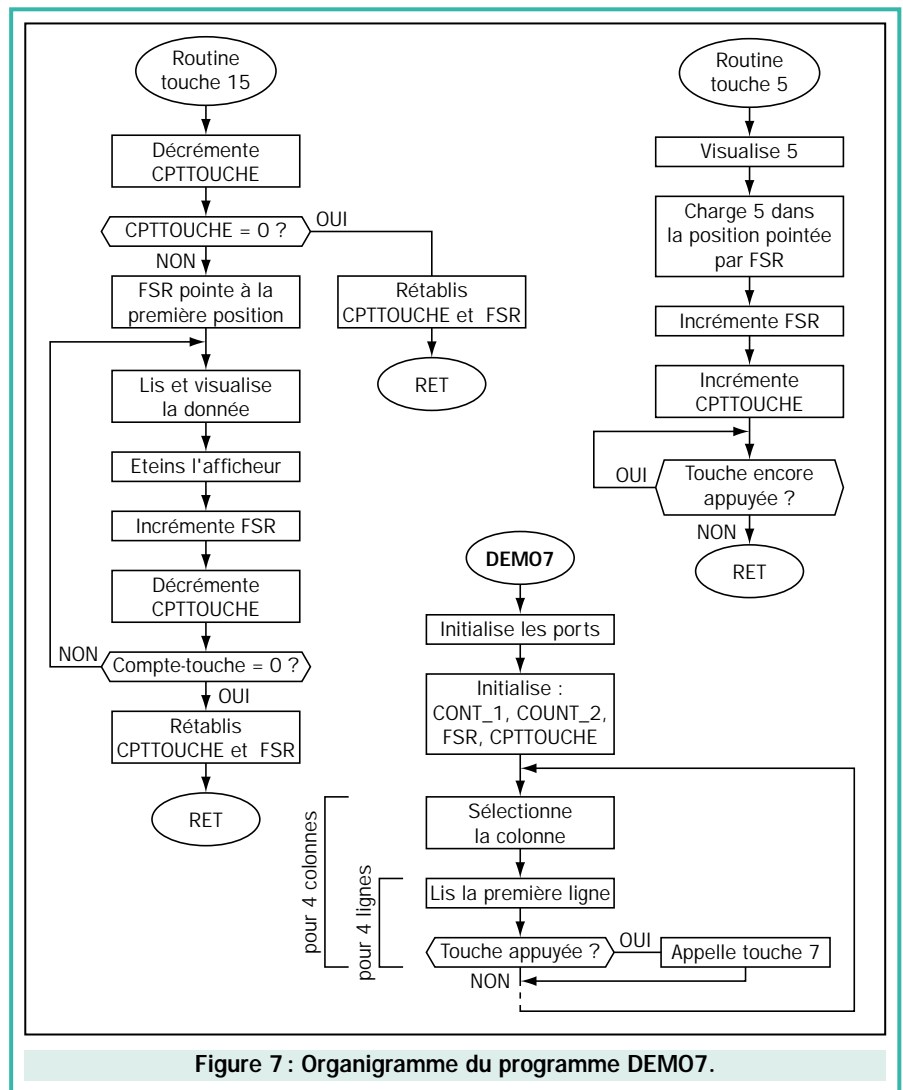 Routine
touche 15
Décrémente
CPTTOUCHE
CPTTOUCHE = 0 ?
OUI
NON
FSR pointe à la
première position
Rétablis
CPTTOUCHE et FSR
RET
Lis et visualise
la donnée
Eteins l'afficheur
Incrémente FSR
Décrémente
CPTTOUCHE
NON
Compte-touche = 0 ?
OUI
Rétablis
CPTTOUCHE et FSR
RET
Routine
touche 5
Visualise 5
Charge 5 dans
la position pointée
par FSR
Incrémente FSR
Incrémente
CPTTOUCHE
OUI
Touche encore
appuyée ?
NON
RET
DEMO7
Initialise les ports
Initialise :
CONT_1, COUNT_2,
FSR, CPTTOUCHE
Sélectionne
la colonne
pour 4 colonnes
pour 4 lignes
Lis la première ligne
Touche appuyée ?
OUI
Appelle touche 7
NON
Figure 7 : Organigramme du programme DEMO7.